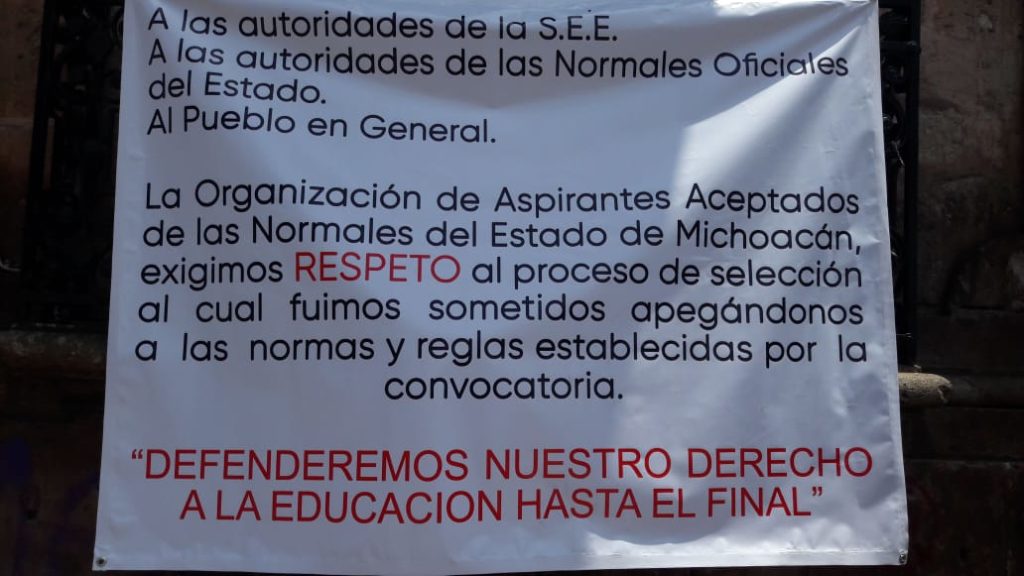 A las autoridades de la S.E.E.
A las autoridades de las Normales Oficiales
del Estado.
Al Pueblo en General.
La Organización de Aspirantes Aceptados
de las Normales del Estado de Michoacán,
exigimos RESPETO al proceso de selección
al cual fuimos sometidos apegándonos
a las normas y reglas establecidas por la
convocatoria.
“DEFENDEREMOS NUESTRO DERECHO
A LA EDUCACION HASTA EL FINAL”